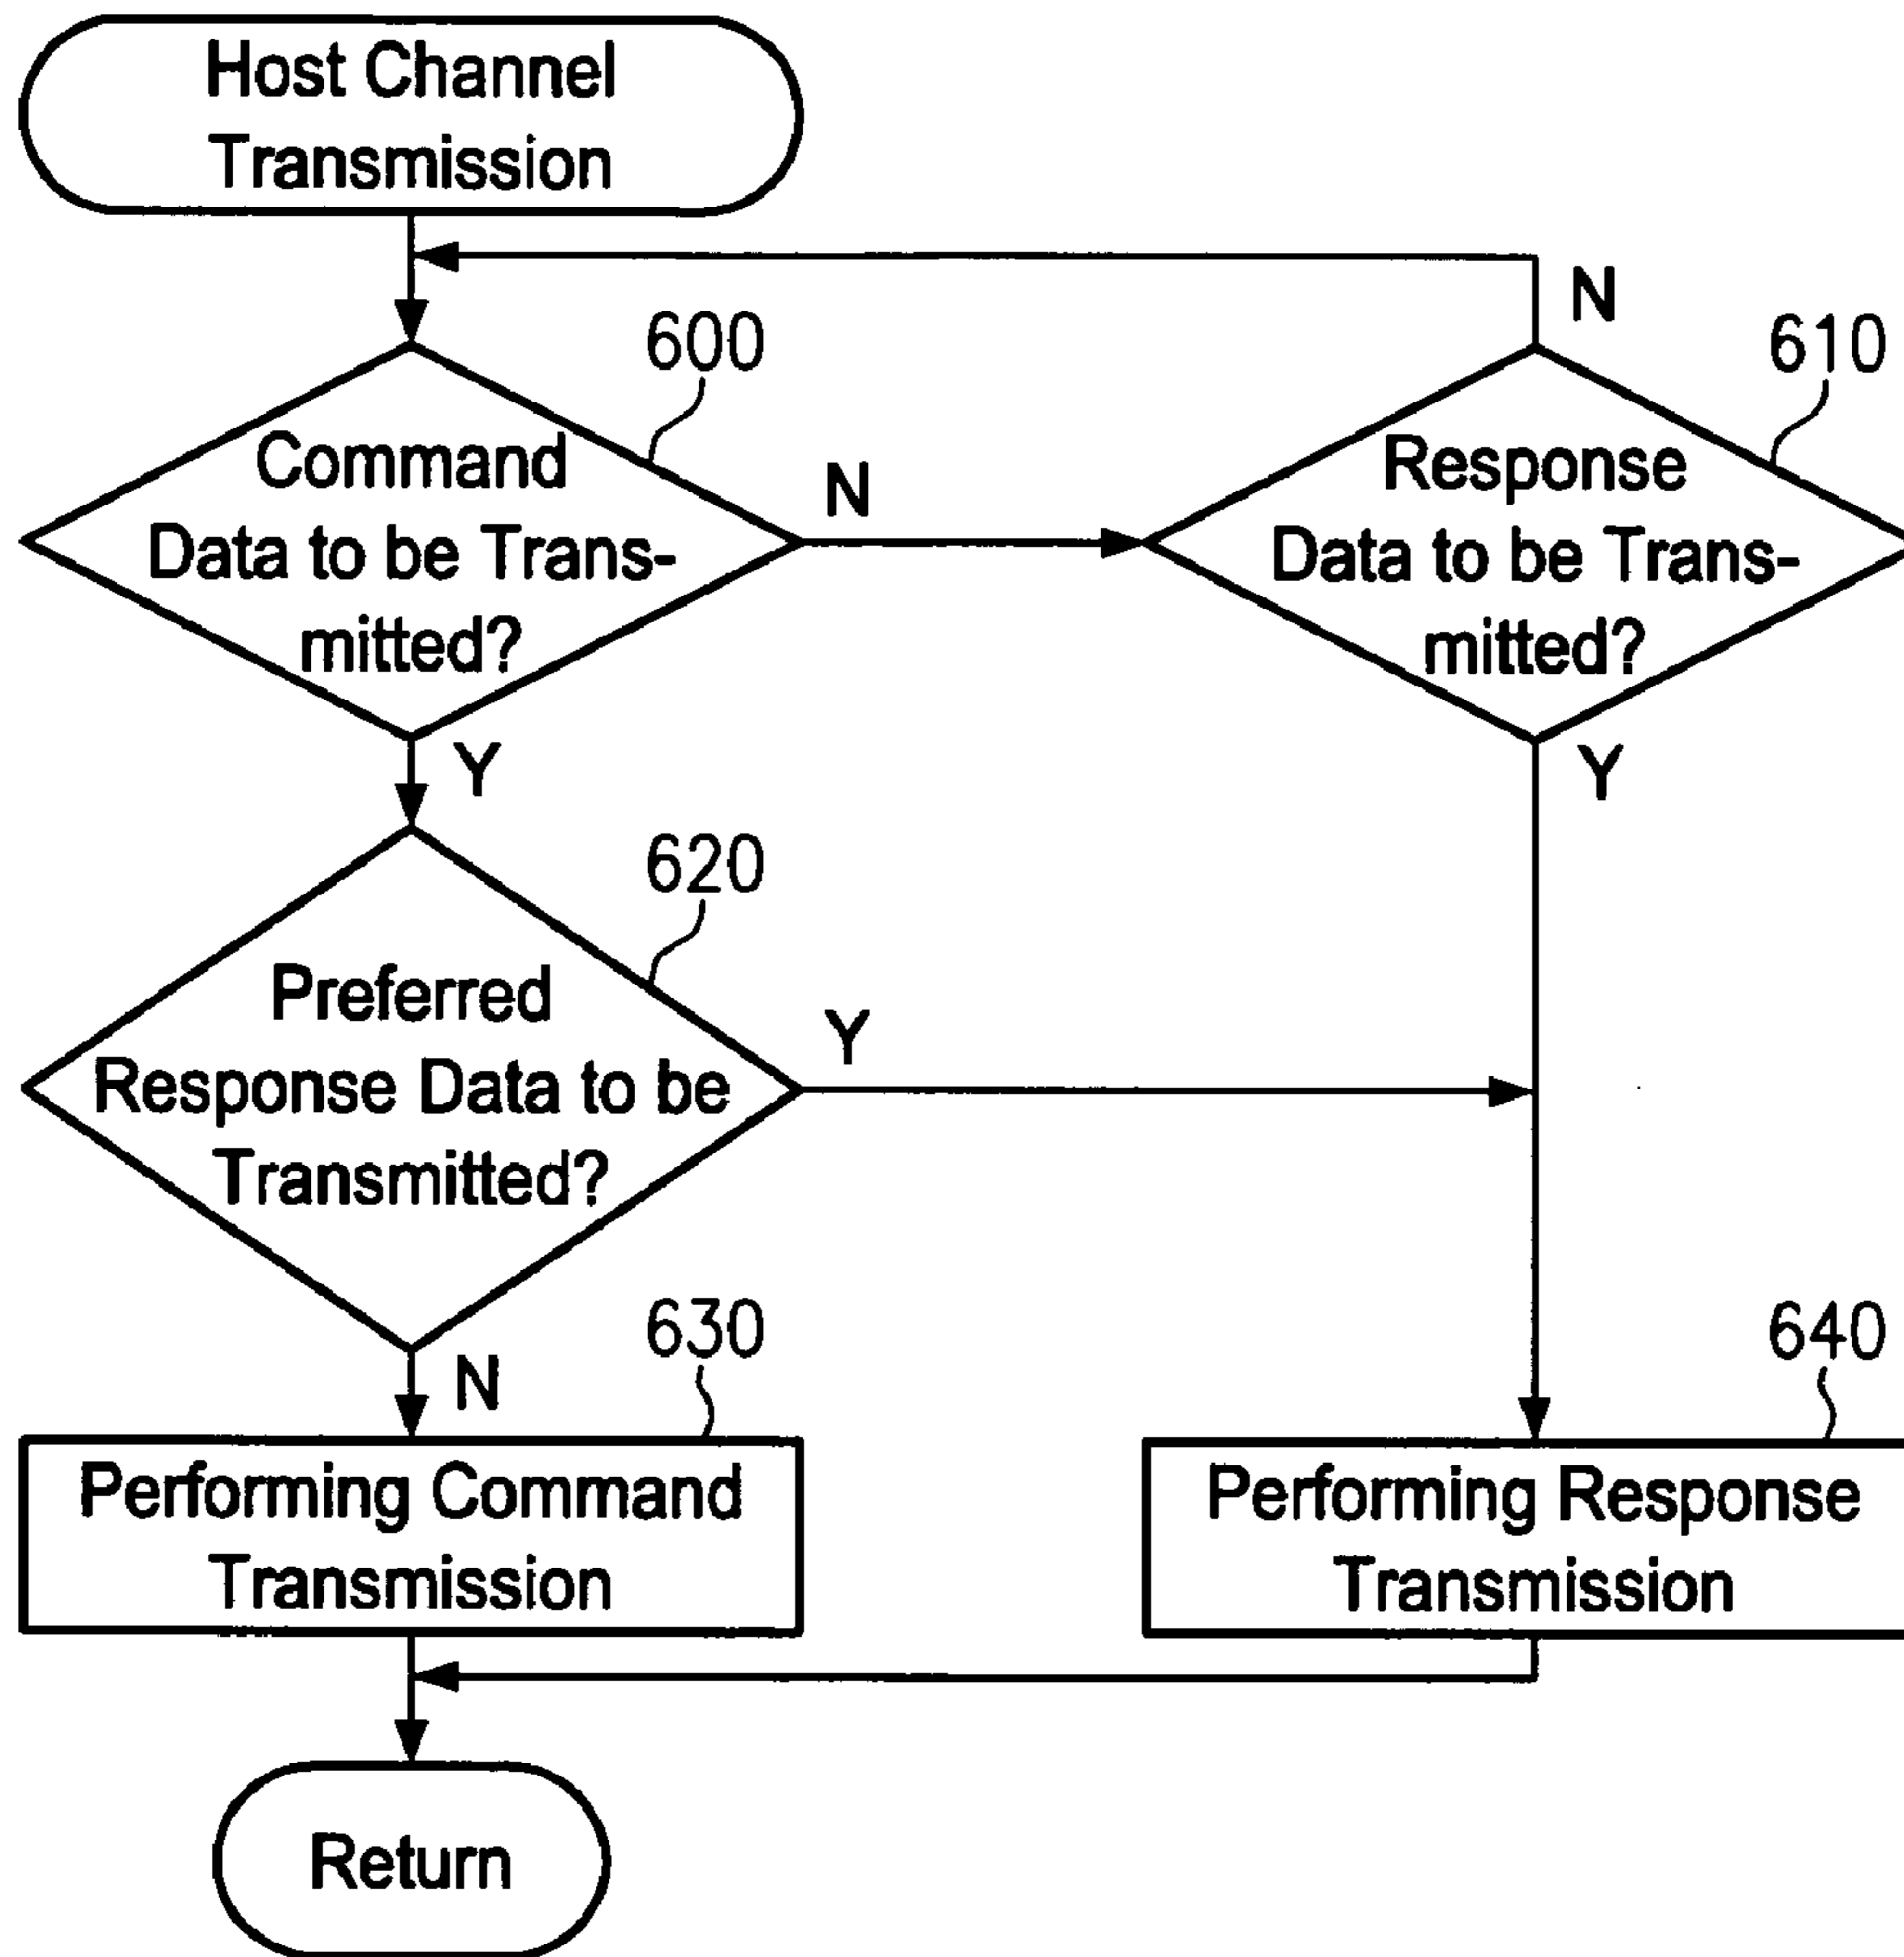 Host Channel
Transmission
N
600
610
Command
Data to be Trans-
mitted?
N
Response
Data to be Trans-
mitted?
Y
Y
620
Preferred
Response Data to be
Transmitted?
Y
N
630
640
Performing Command
Transmission
Performing Response
Transmission
Return